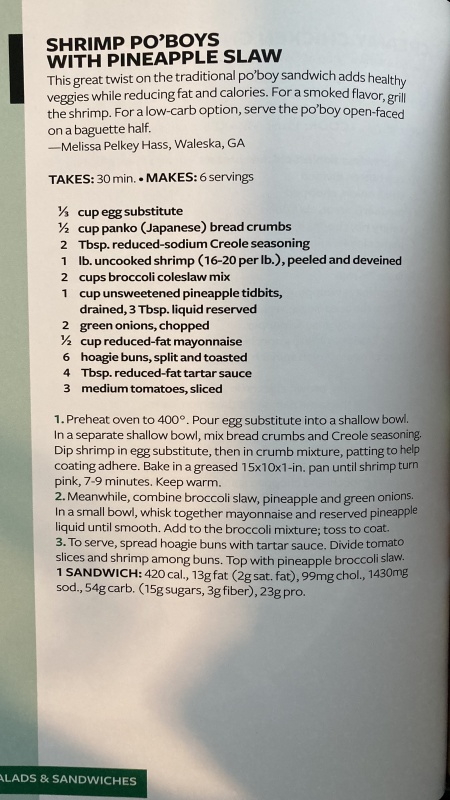 SHRIMP PO'BOYS
WITH PINEAPPLE SLAW
This great twist on the traditional po'boy sandwich adds healthy
veggies while reducing fat and calories. For a smoked flavor, grill
the shrimp. For a low-carb option, serve the po'boy open-faced
on a baguette half.
—Melissa Pelkey Hass, Waleska, GA
TAKES: 30 min. • MAKES: 6 servings
⅓ cup egg substitute
½ cup panko (Japanese) bread crumbs
2 Tbsp. reduced-sodium Creole seasoning
1 lb. uncooked shrimp (16-20 per lb.), peeled and deveined
2 cups broccoli coleslaw mix
1 cup unsweetened pineapple tidbits,
drained, 3 Tbsp. liquid reserved
2 green onions, chopped
½ cup reduced-fat mayonnaise
6 hoagie buns, split and toasted
4 Tbsp. reduced-fat tartar sauce
3 medium tomatoes, sliced
1. Preheat oven to 400°. Pour egg substitute into a shallow bowl.
In a separate shallow bowl, mix bread crumbs and Creole seasoning.
Dip shrimp in egg substitute, then in crumb mixture, patting to help
coating adhere. Bake in a greased 15x10x1-in. pan until shrimp turn
pink, 7-9 minutes. Keep warm.
2. Meanwhile, combine broccoli slaw, pineapple and green onions.
In a small bowl, whisk together mayonnaise and reserved pineapple
liquid until smooth. Add to the broccoli mixture; toss to coat.
3. To serve, spread hoagie buns with tartar sauce. Divide tomato
slices and shrimp among buns. Top with pineapple broccoli slaw.
1 SANDWICH: 420 cal., 13g fat (2g sat. fat), 99mg chol., 1430mg
sod., 54g carb. (15g sugars, 3g fiber), 23g pro.
ALADS & SANDWICHES